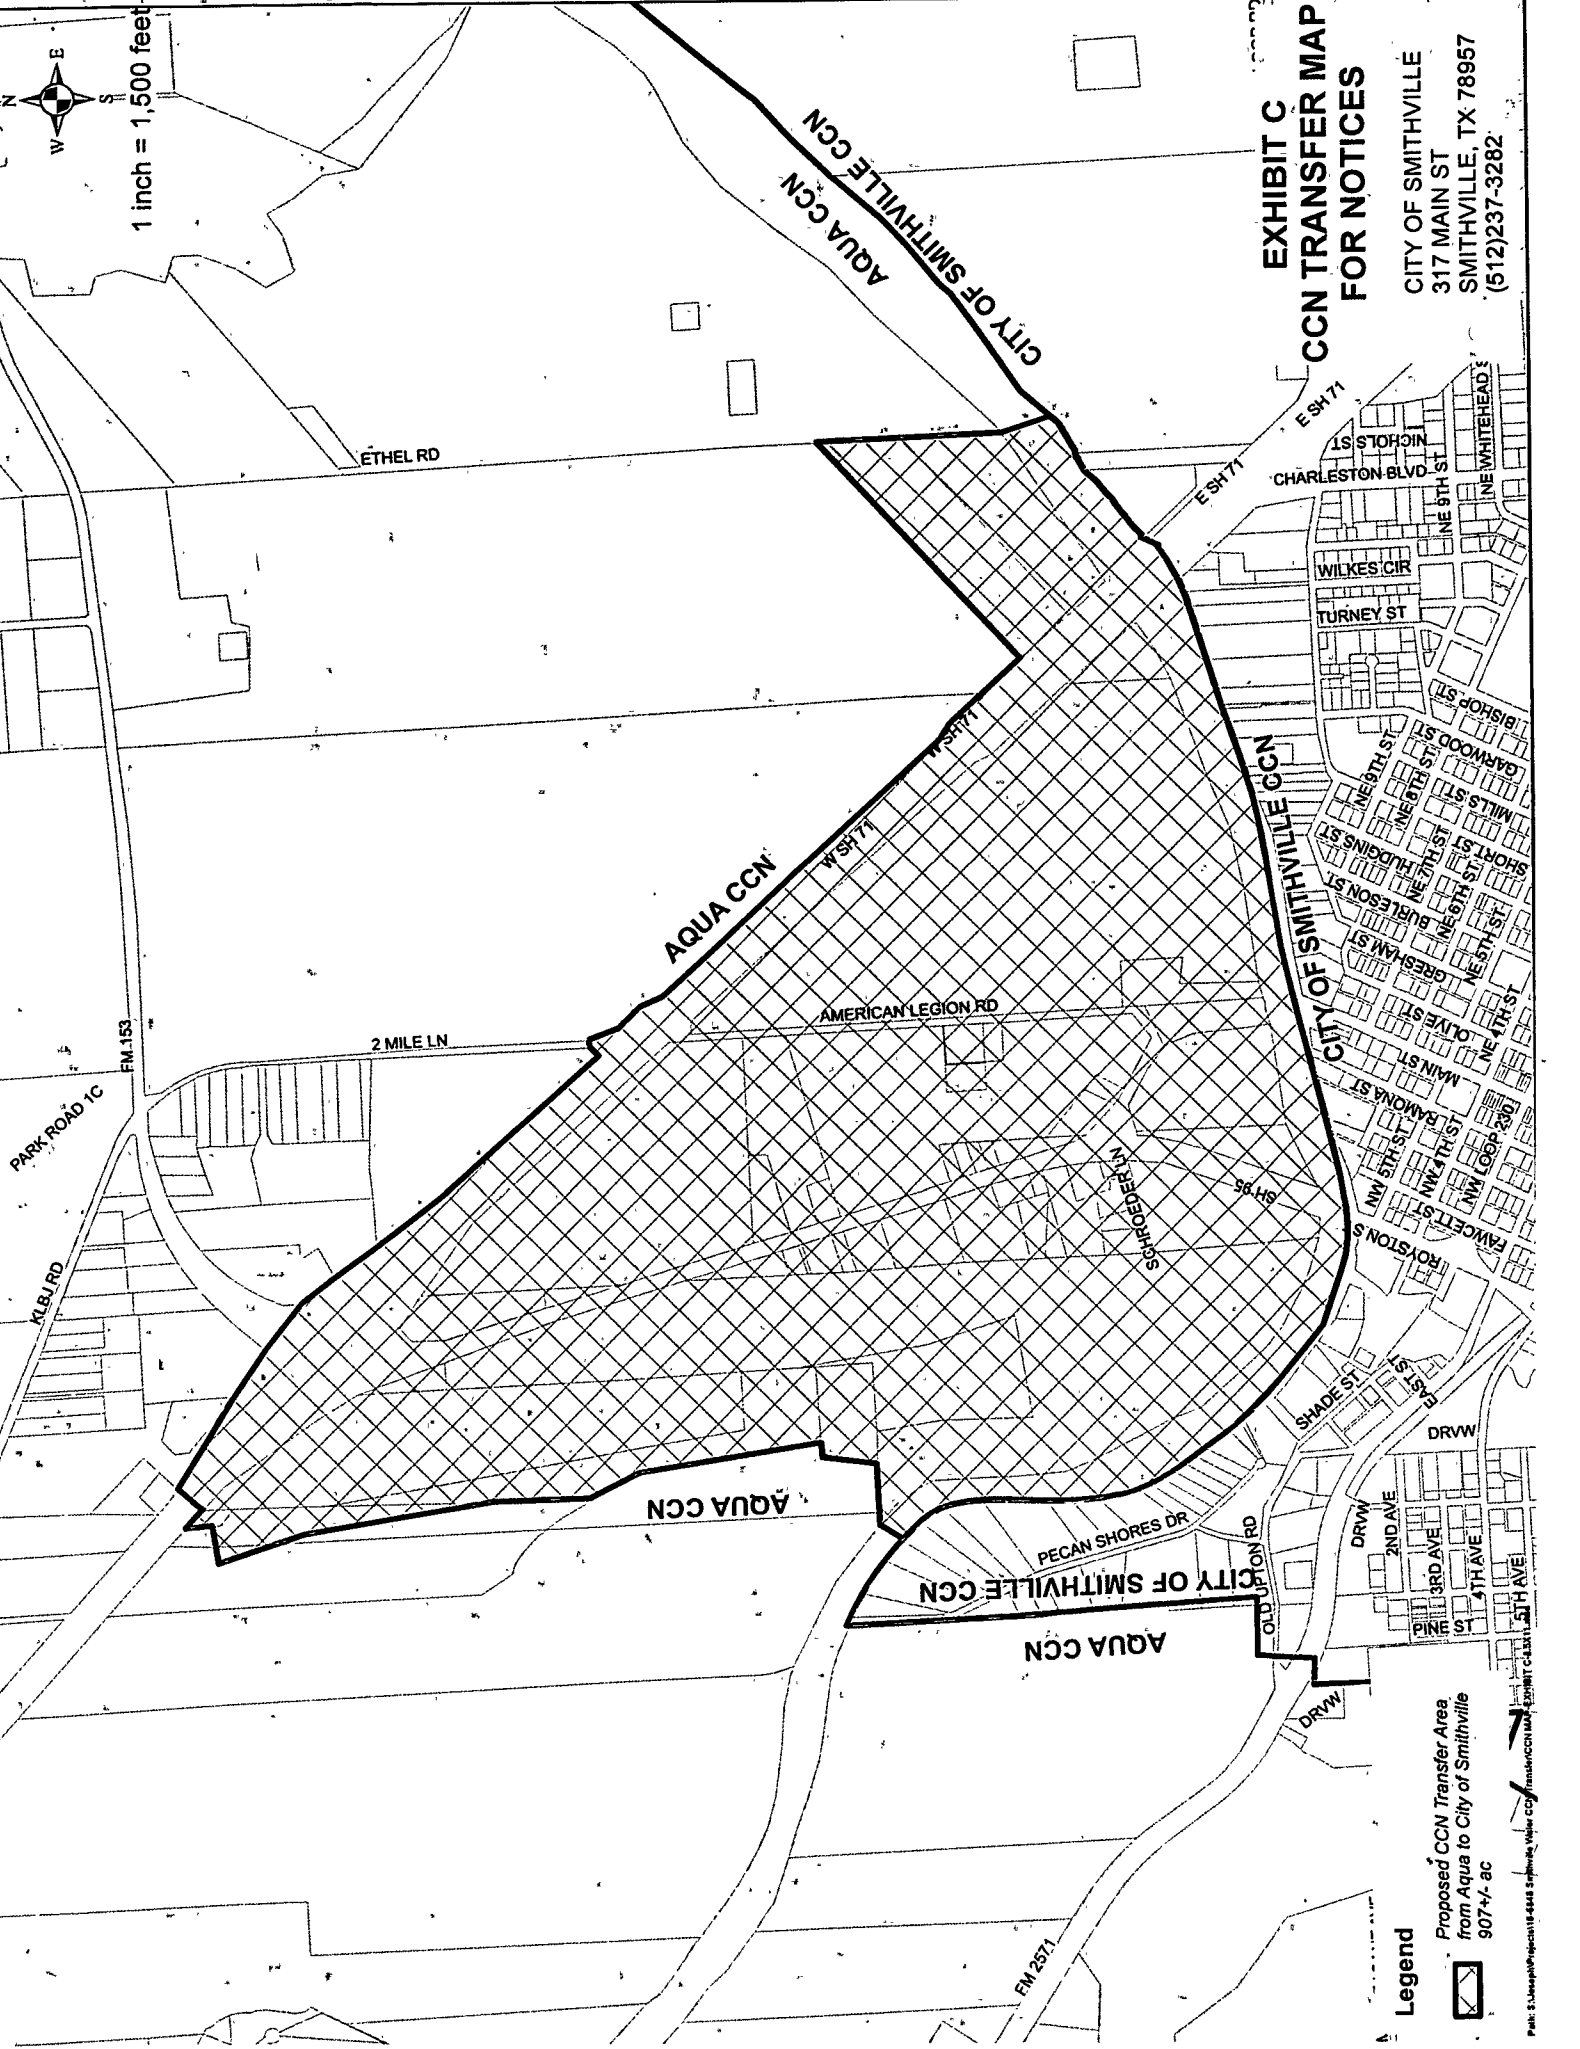 N
W E
S
1 inch = 1,500 feet
PARK ROAD 1C
KLBJ RD
FM 153
2 MILE LN
ETHEL RD
AQUA CCN
CITY OF SMITHVILLE CCN
AQUA CCN
W SH 71
W SH 71
AMERICAN LEGION RD
SCHROEDER LN
SH 95
AQUA CCN
CITY OF SMITHVILLE CCN
AQUA CCN
PECAN SHORES DR
OLD UPTON RD
CITY OF SMITHVILLE CCN
E SH 71
E SH 71
NICHOLS ST
CHARLESTON BLVD
NE 9TH ST
NE WHITEHEAD S
WILKES CIR
TURNEY ST
BISHOP ST
GARWOOD ST
MILLS ST
SHORT ST
HUDGINS ST
BURLESON ST
GRESHAM ST
OLIVE ST
MAIN ST
RAMONA ST
NE 9TH ST
NE 8TH ST
NE 7TH ST
NE 6TH ST
NE 5TH ST
NE 4TH ST
NW 5TH ST
NW 4TH ST
NW LOOP 230
FAWCETT ST
ROYSTON S
SHADE ST
EAST ST
DRVW
DRVW
2ND AVE
3RD AVE
4TH AVE
5TH AVE
PINE ST
DRVW
FM 2571
EXHIBIT C
CCN TRANSFER MAP
FOR NOTICES
CITY OF SMITHVILLE
317 MAIN ST
SMITHVILLE, TX 78957
(512)237-3282
Legend
Proposed CCN Transfer Area
from Aqua to City of Smithville
907+/- ac